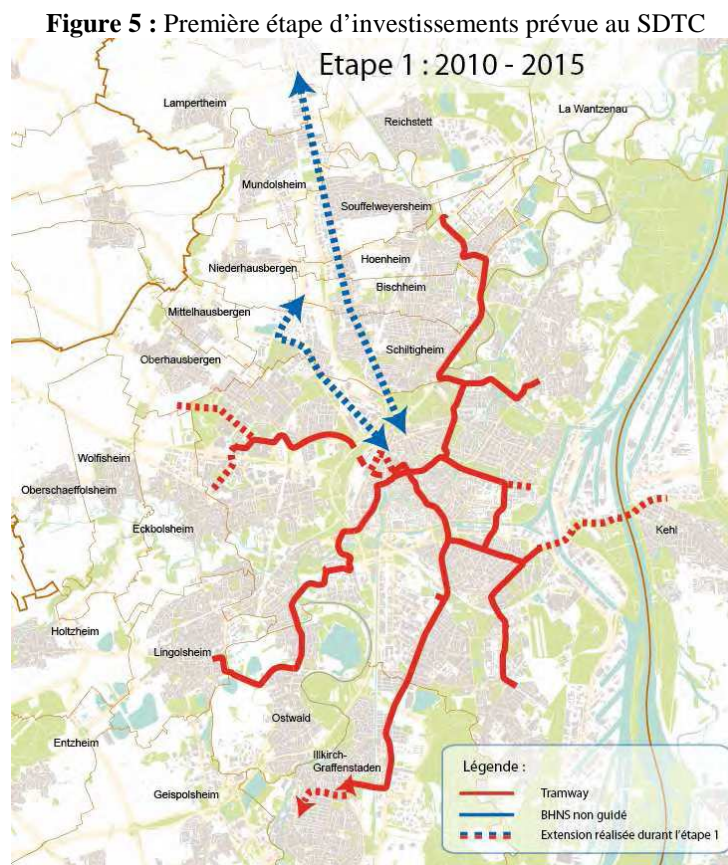 Figure 5 : Première étape d’investissements prévue au SDTC
Etape 1 : 2010 - 2015
Lampertheim
Reichstett
La Wantzenau
Mundolsheim
Souffelweyersheim
Niederhausbergen
Hoenheim
Bischheim
Mittelhausbergen
Schiltigheim
Oberhausbergen
Wolfisheim
Oberschaeffolsheim
Eckbolsheim
Kehl
Holtzheim
Lingolsheim
Ostwald
Entzheim
Illkirch-
Graffenstaden
Geispolsheim
Légende :
Tramway
BHNS non guidé
Extension réalisée durant l'étape 1